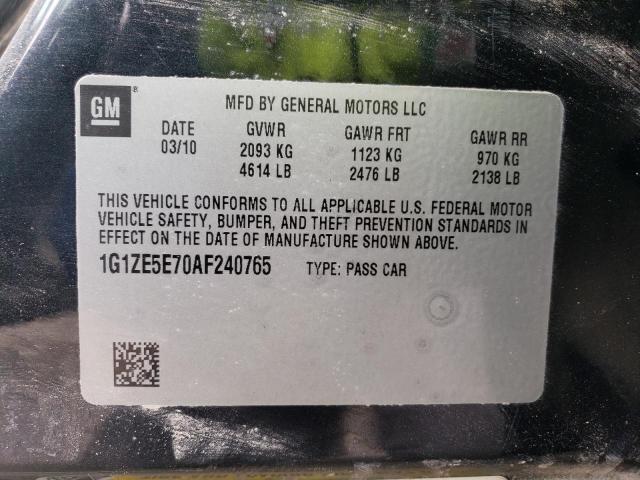 GM ®
MFD BY GENERAL MOTORS LLC
DATE GVWR GAWR FRT GAWR RR
03/10 2093 KG 1123 KG 970 KG
4614 LB 2476 LB 2138 LB
THIS VEHICLE CONFORMS TO ALL APPLICABLE U.S. FEDERAL MOTOR
VEHICLE SAFETY, BUMPER, AND THEFT PREVENTION STANDARDS IN
EFFECT ON THE DATE OF MANUFACTURE SHOWN ABOVE.
1G1ZE5E70AF240765 TYPE: PASS CAR